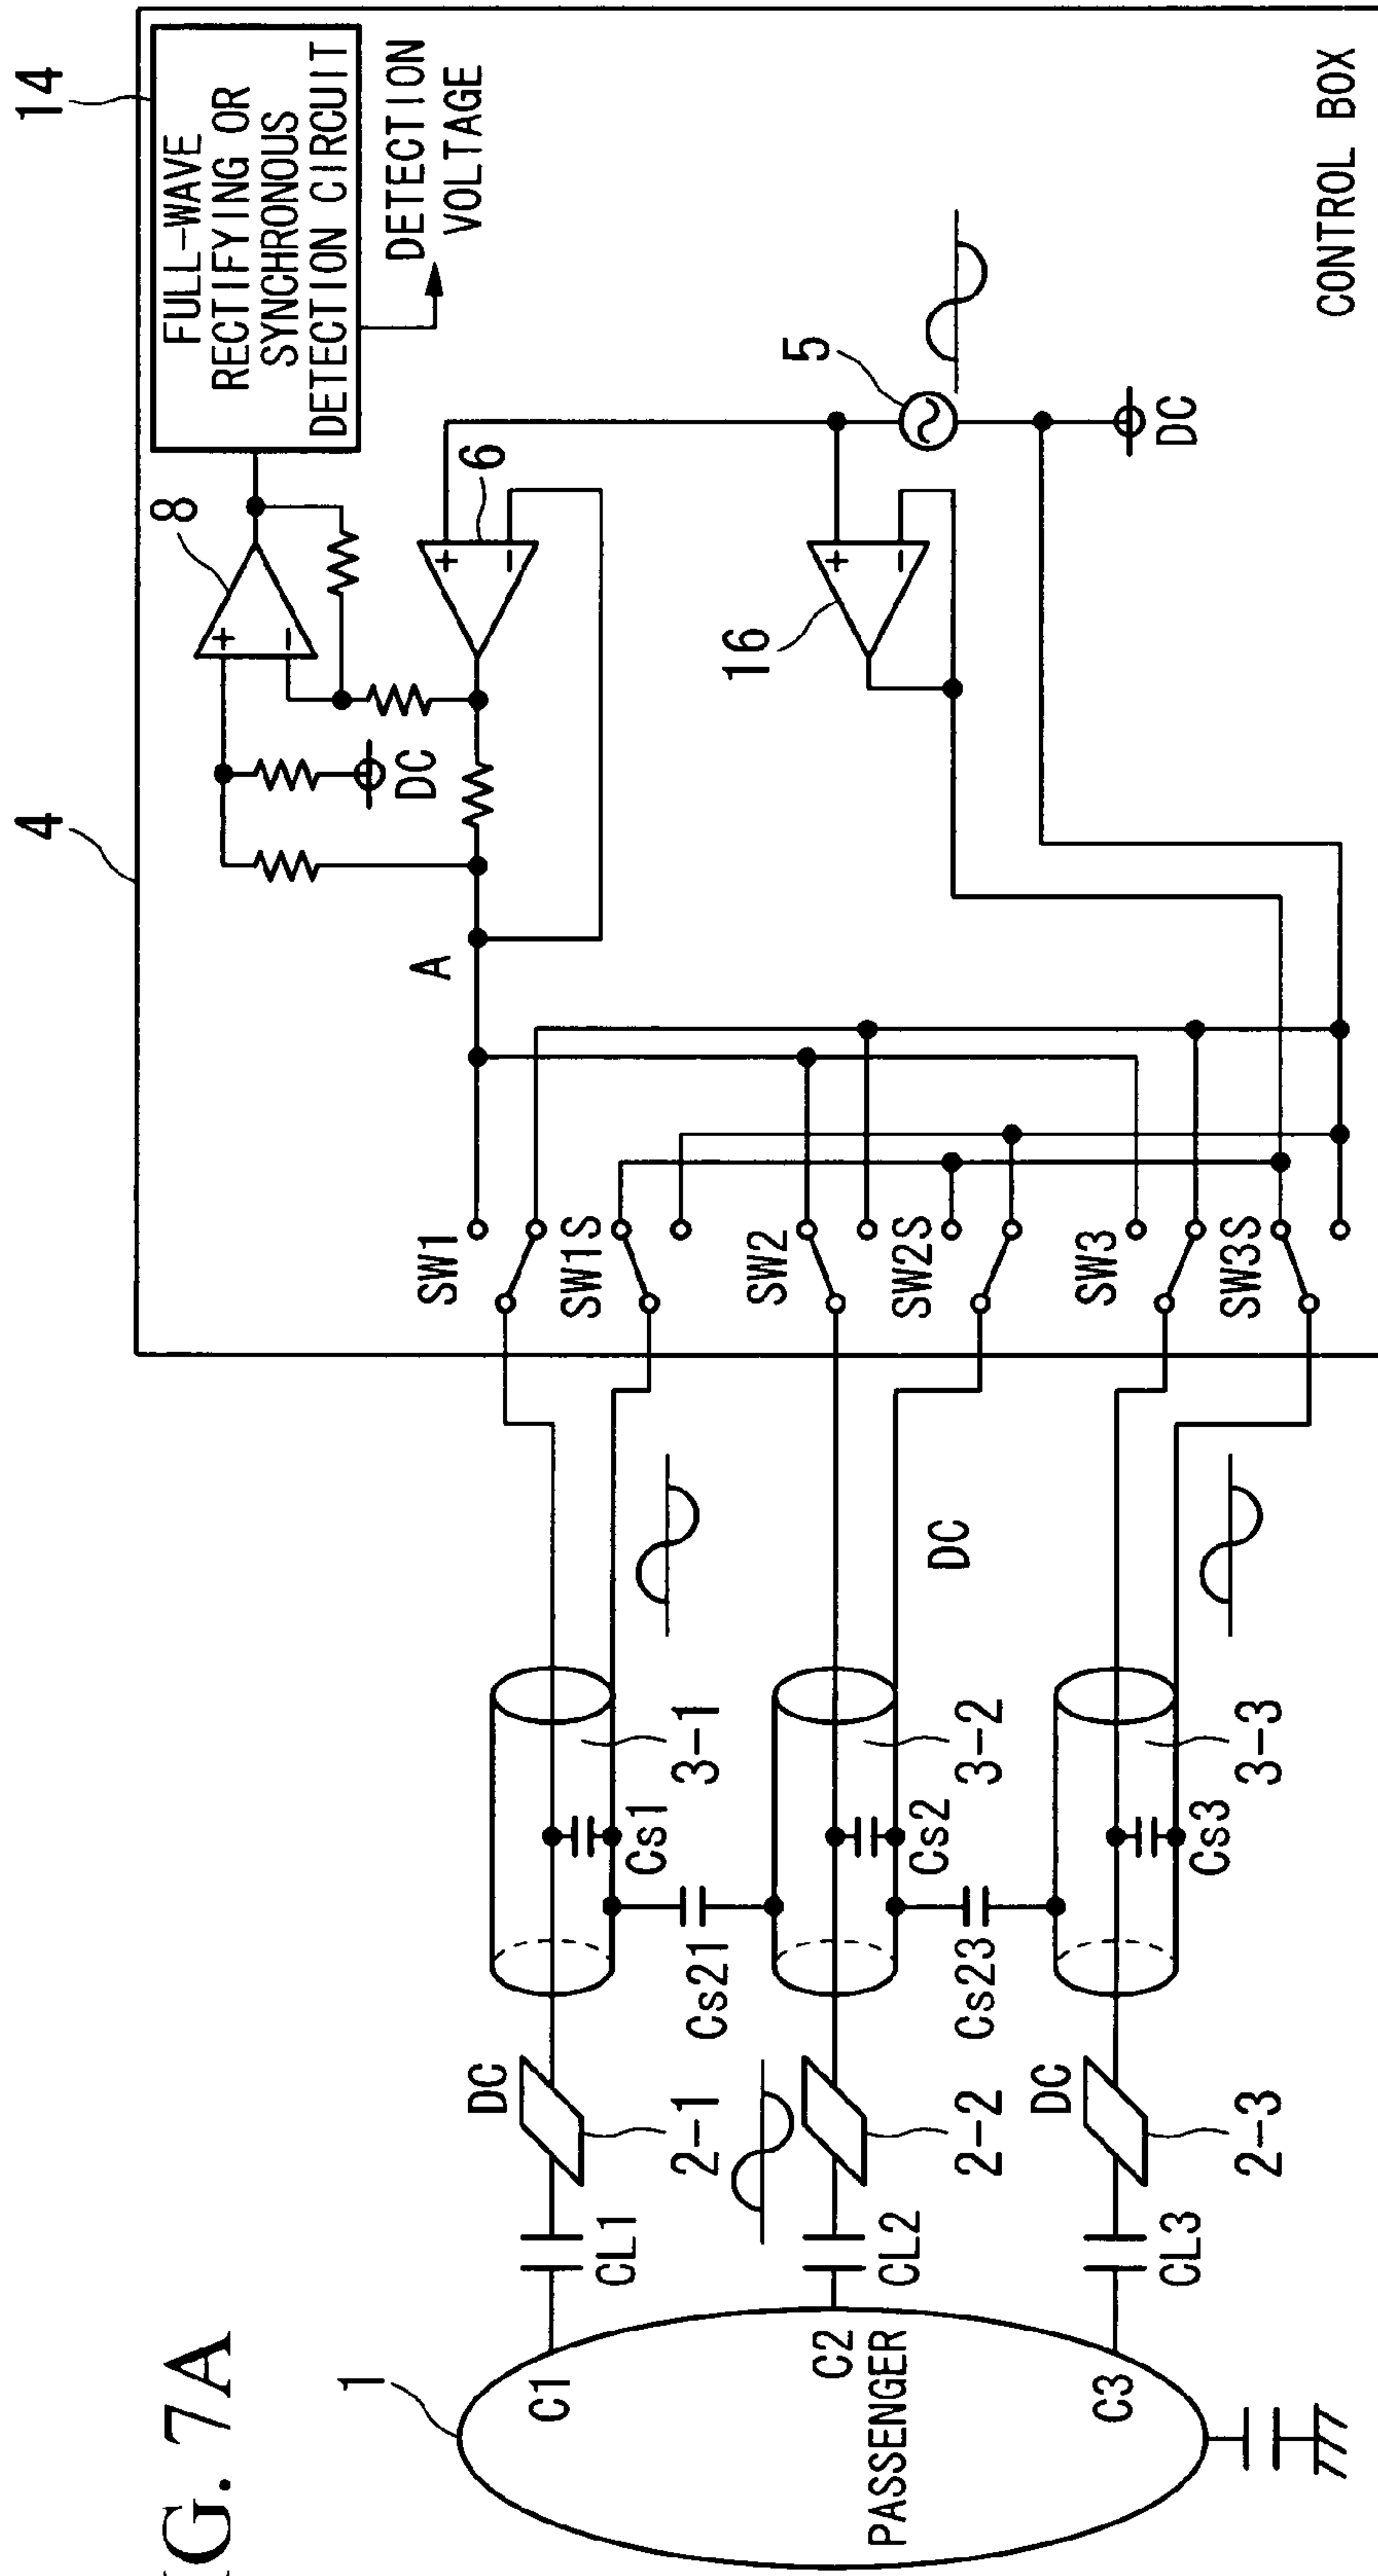 IG. 7A
4
14
FULL-WAVE
RECTIFYING OR
SYNCHRONOUS
DETECTION CIRCUIT
DETECTION
VOLTAGE
8
+
−
DC
6
+
−
A
5
16
+
−
DC
CONTROL BOX
SW1
SW1S
SW2
SW2S
SW3
SW3S
3-1
Cs1
Cs21
DC
3-2
Cs2
Cs23
3-3
Cs3
DC
2-1
2-2
DC
2-3
CL1
CL2
CL3
1
C1
C2
PASSENGER
C3